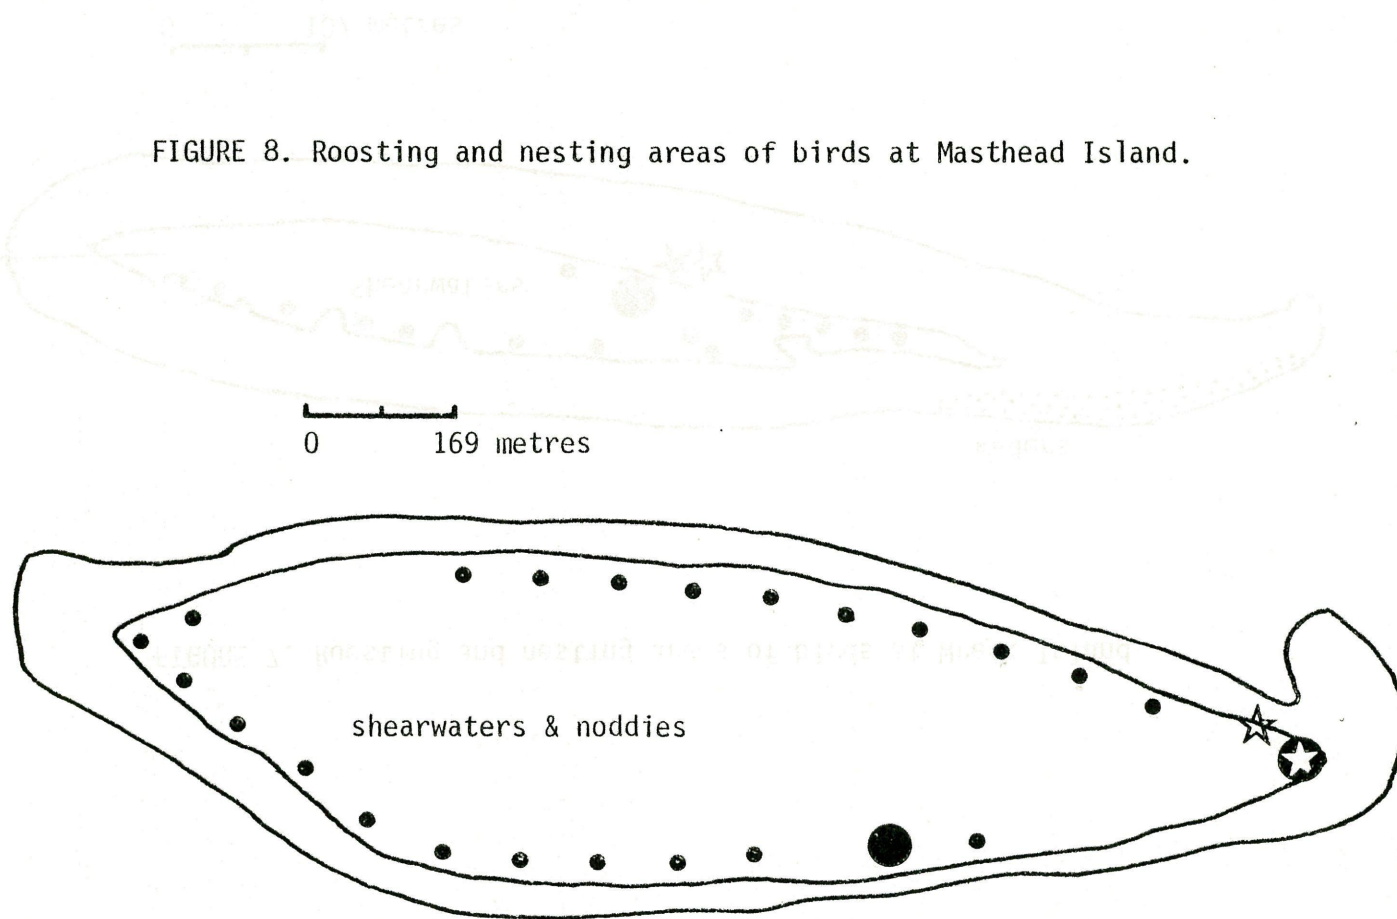 FIGURE 8. Roosting and nesting areas of birds at Masthead Island.
0 169 metres
shearwaters & noddies